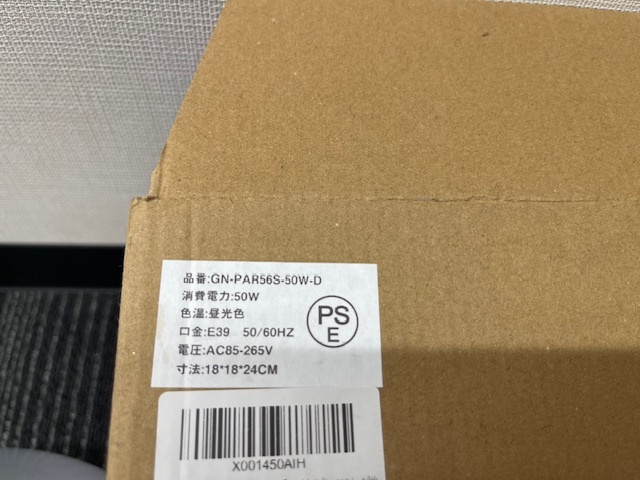 品番:GN-PAR56S-50W-D
消費電力:50W
色温:昼光色
口金:E39 50/60HZ
電圧:AC85-265V
寸法:18*18*24CM
PS
E
X001450AIH